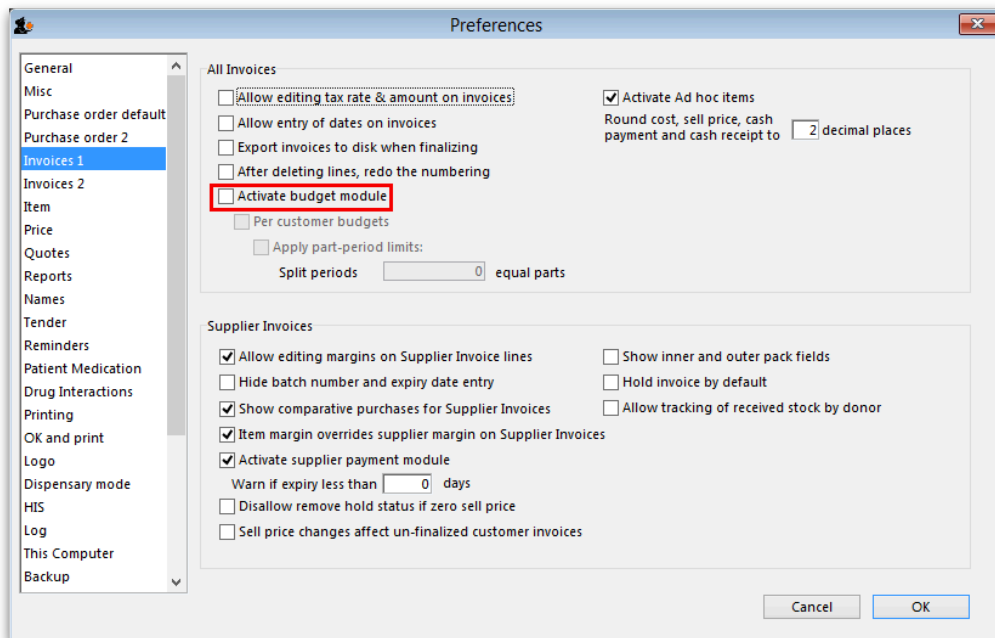 Preferences
General
Misc
Purchase order default
Purchase order 2
Invoices 1
Invoices 2
Item
Price
Quotes
Reports
Names
Tender
Reminders
Patient Medication
Drug Interactions
Printing
OK and print
Logo
Dispensary mode
HIS
Log
This Computer
Backup
All Invoices
Allow editing tax rate & amount on invoices
Allow entry of dates on invoices
Export invoices to disk when finalizing
After deleting lines, redo the numbering
Activate budget module
Per customer budgets
Apply part-period limits:
Split periods 0 equal parts
Activate Ad hoc items
Round cost, sell price, cash
payment and cash receipt to 2 decimal places
Supplier Invoices
Allow editing margins on Supplier Invoice lines
Hide batch number and expiry date entry
Show comparative purchases for Supplier Invoices
Item margin overrides supplier margin on Supplier Invoices
Activate supplier payment module
Warn if expiry less than 0 days
Disallow remove hold status if zero sell price
Sell price changes affect un-finalized customer invoices
Show inner and outer pack fields
Hold invoice by default
Allow tracking of received stock by donor
Cancel
OK